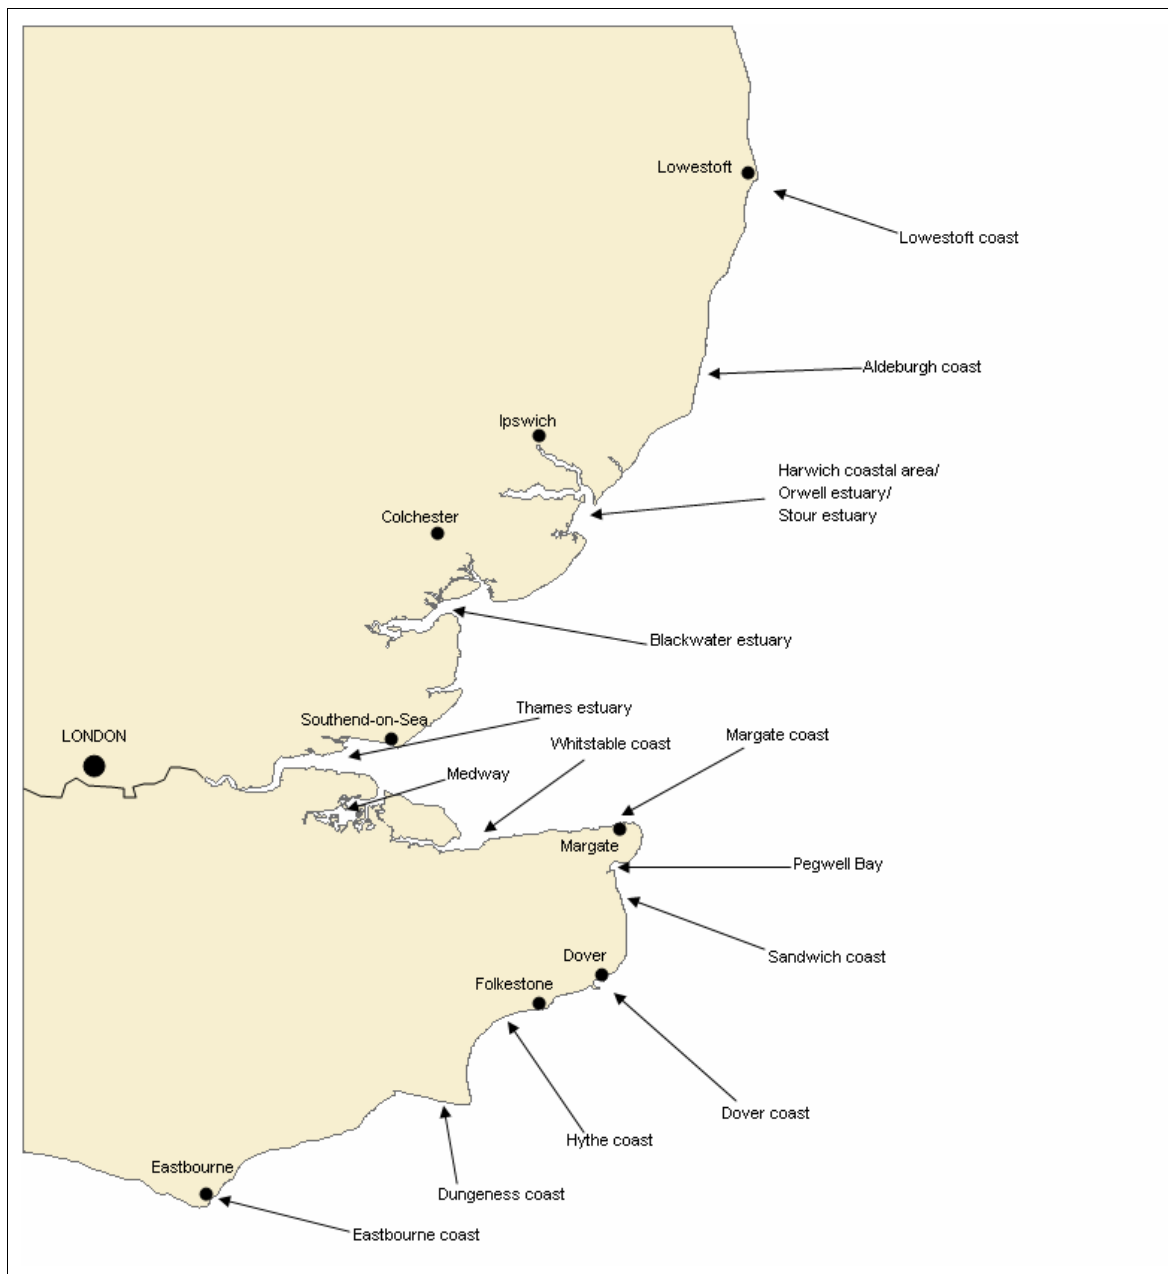 Lowestoft
Lowestoft coast
Aldeburgh coast
Ipswich
Harwich coastal area/
Orwell estuary/
Stour estuary
Colchester
Blackwater estuary
Thames estuary
Southend-on-Sea
LONDON
Whitstable coast
Margate coast
Medway
Margate
Pegwell Bay
Dover
Sandwich coast
Folkestone
Dover coast
Hythe coast
Eastbourne
Dungeness coast
Eastbourne coast